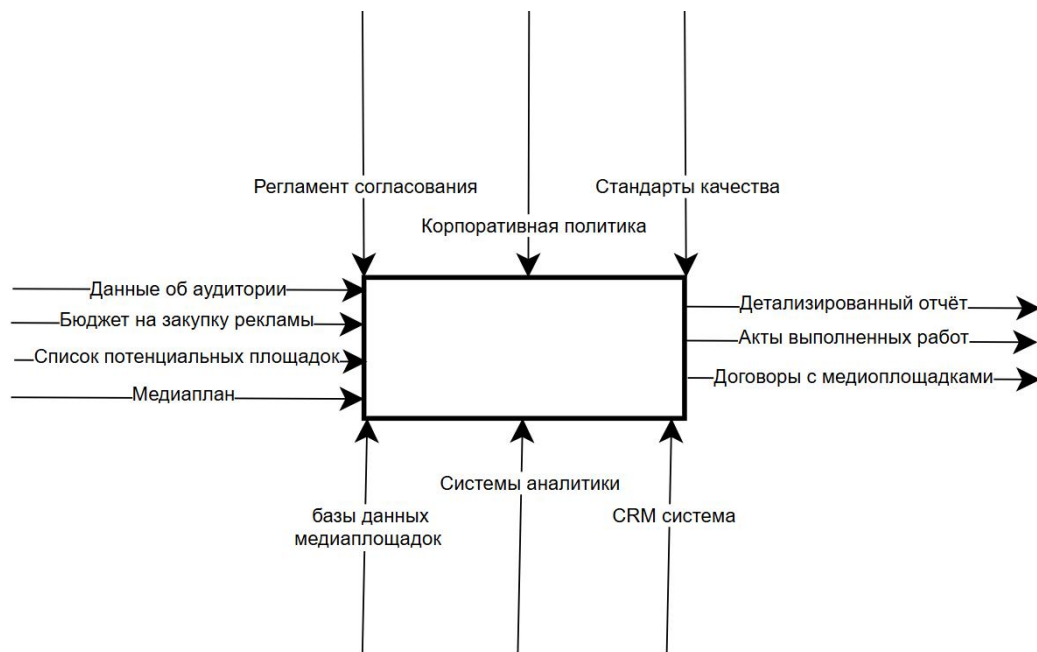 Регламент согласования
Стандарты качества
Корпоративная политика
Данные об аудитории
Бюджет на закупку рекламы
Список потенциальных площадок
Медиаплан
Детализированный отчёт
Акты выполненных работ
Договоры с медиоплощадками
Системы аналитики
базы данных
медиаплощадок
CRM система